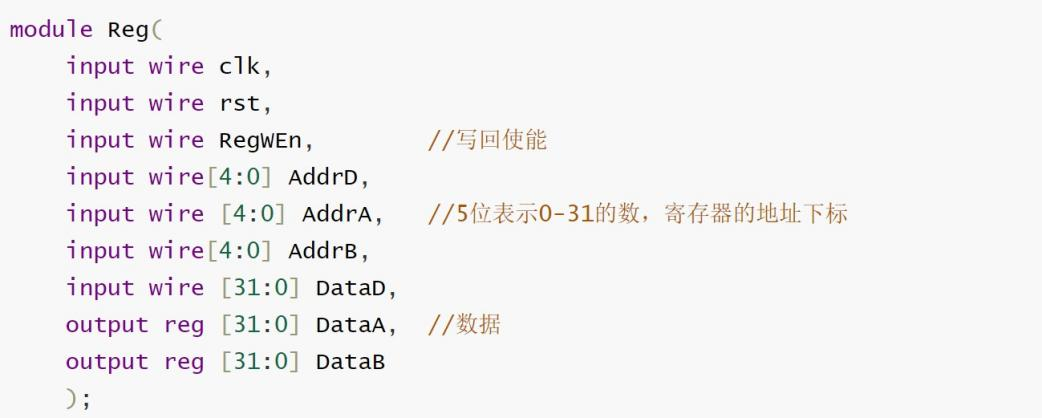 module Reg(
    input wire clk,
    input wire rst,
    input wire RegWEn,        //写回使能
    input wire[4:0] AddrD,
    input wire [4:0] AddrA,   //5位表示0-31的数，寄存器的地址下标
    input wire[4:0] AddrB,
    input wire [31:0] DataD,
    output reg [31:0] DataA,  //数据
    output reg [31:0] DataB
    );